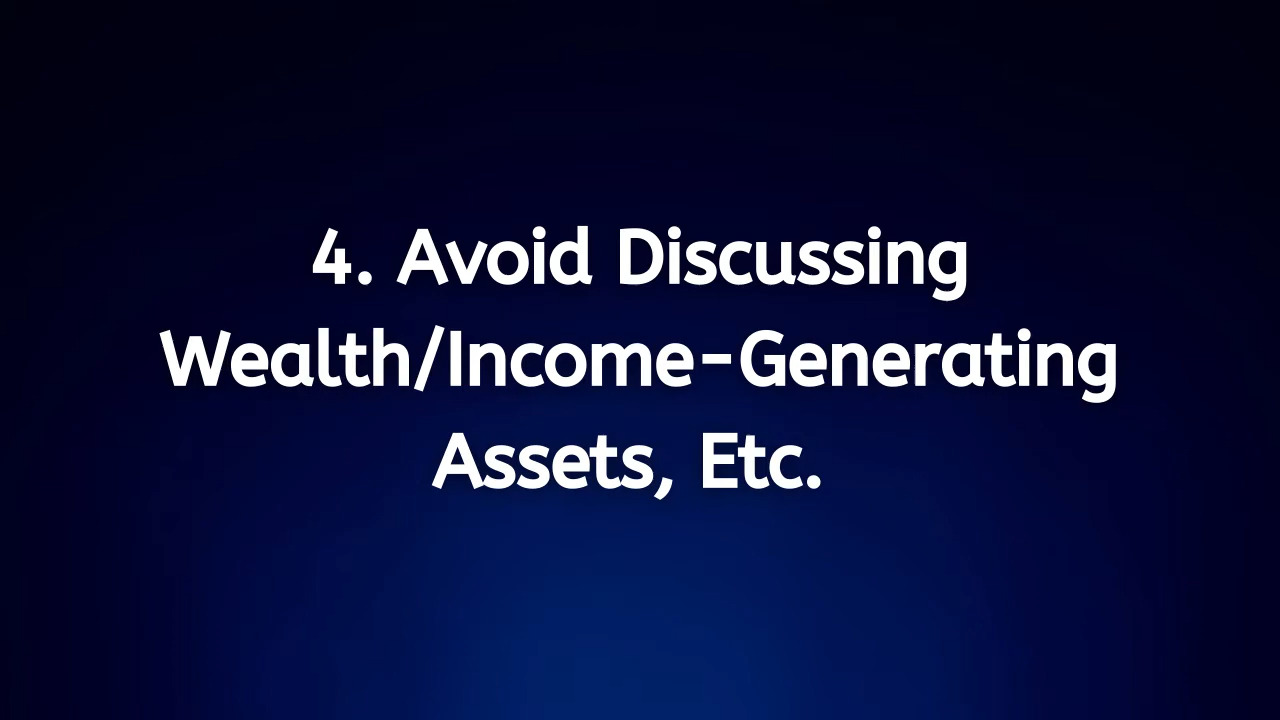 4. Avoid Discussing
Wealth/Income-Generating
Assets, Etc.